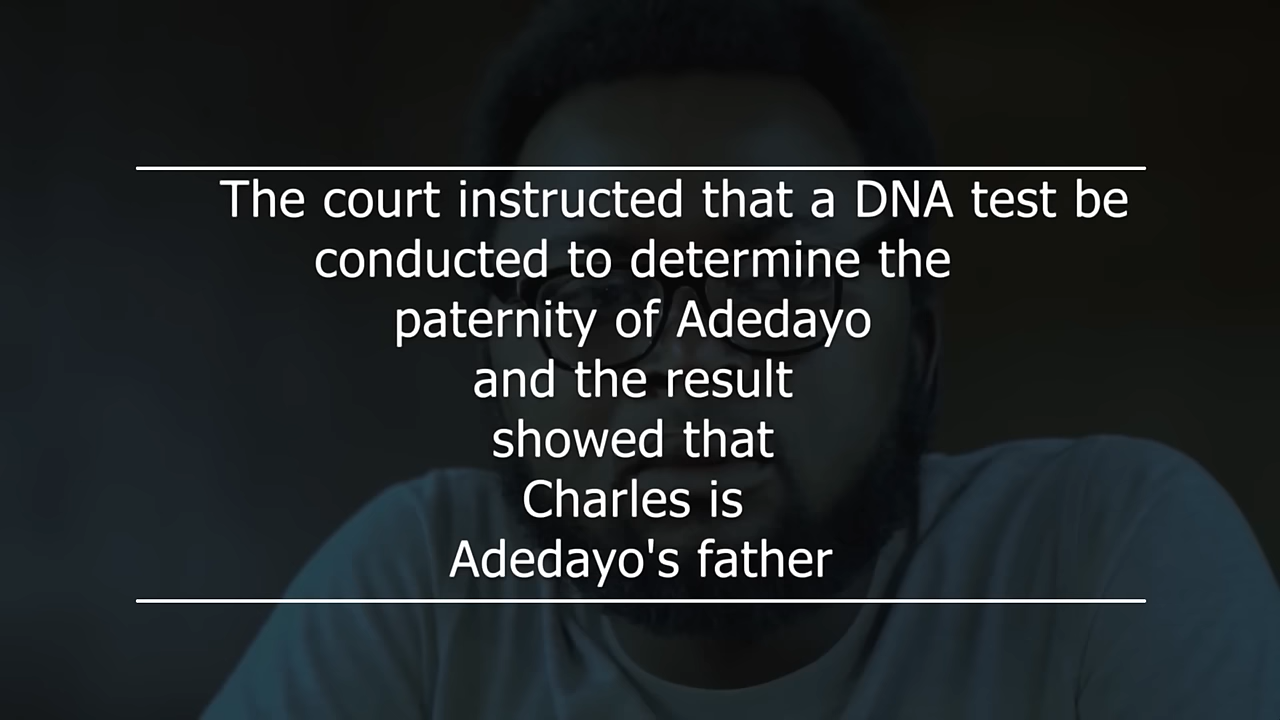 The court instructed that a DNA test be
conducted to determine the
paternity of Adedayo
and the result
showed that
Charles is
Adedayo's father